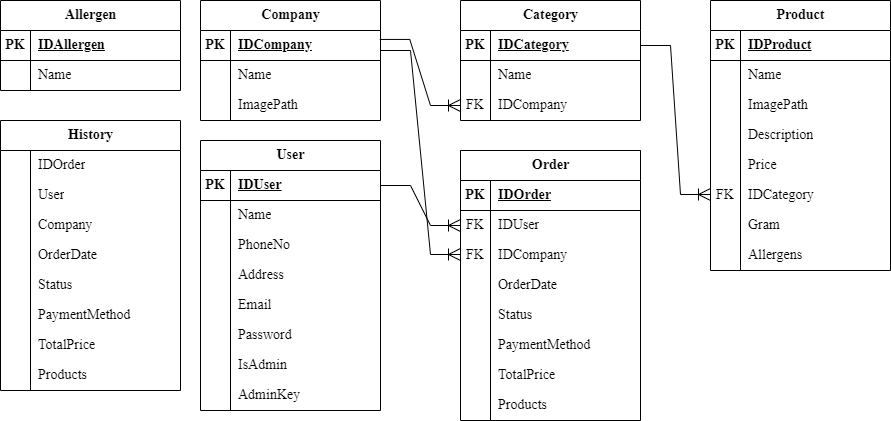 Allergen
PK IDAllergen
Name
History
IDOrder
User
Company
OrderDate
Status
PaymentMethod
TotalPrice
Products
Company
PK IDCompany
Name
ImagePath
User
PK IDUser
Name
PhoneNo
Address
Email
Password
IsAdmin
AdminKey
Category
PK IDCategory
Name
FK IDCompany
Order
PK IDOrder
FK IDUser
FK IDCompany
OrderDate
Status
PaymentMethod
TotalPrice
Products
Product
PK IDProduct
Name
ImagePath
Description
Price
FK IDCategory
Gram
Allergens